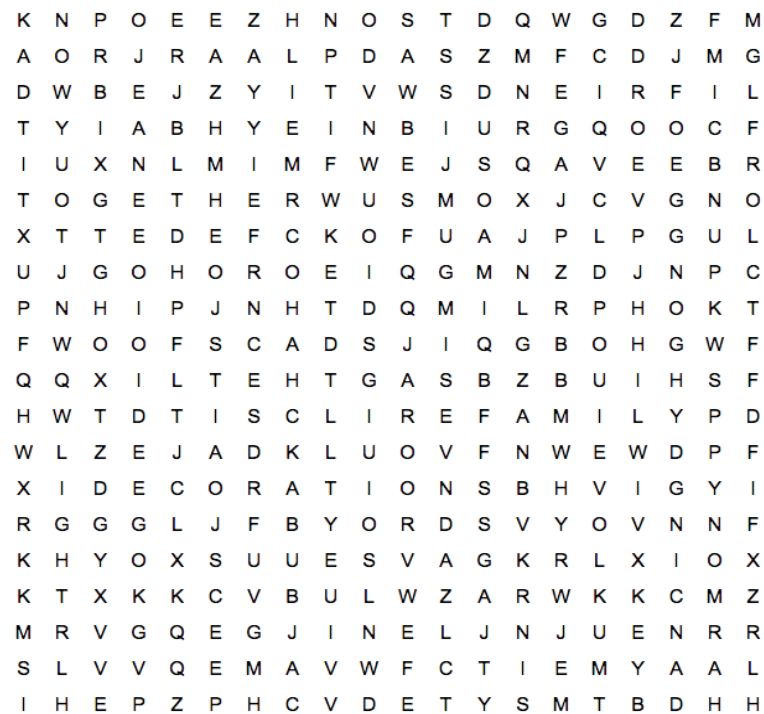 K N P O E E Z H N O S T D Q W G D Z F M
A O R J R A A L P D A S Z M F C D J M G
D W B E J Z Y I T V W S D N E I R F I L
T Y I A B H Y E I N B I U R G Q O O C F
I U X N L M I M F W E J S Q A V E E B R
T O G E T H E R W U S M O X J C V G N O
X T T E D E F C K O F U A J P L P G U L
U J G O H O R O E I Q G M N Z D J N P C
P N H I P J N H T D Q M I L R P H O K T
F W O O F S C A D S J I Q G B O H G W F
Q Q X I L T E H T G A S B Z B U I H S F
H W T D T I S C L I R E F A M I L Y P D
W L Z E J A D K L U O V F N W E W D P F
X I D E C O R A T I O N S B H V I G Y I
R G G G L J F B Y O R D S V Y O V N N F
K H Y O X S U U E S V A G K R L X I O X
K T X K K C V B U L W Z A R W K K C M Z
M R V G Q E G J I N E L J N J U E N R R
S L V V Q E M A V W F C T I E M Y A A L
I H E P Z P H C V D E T Y S M T B D H H